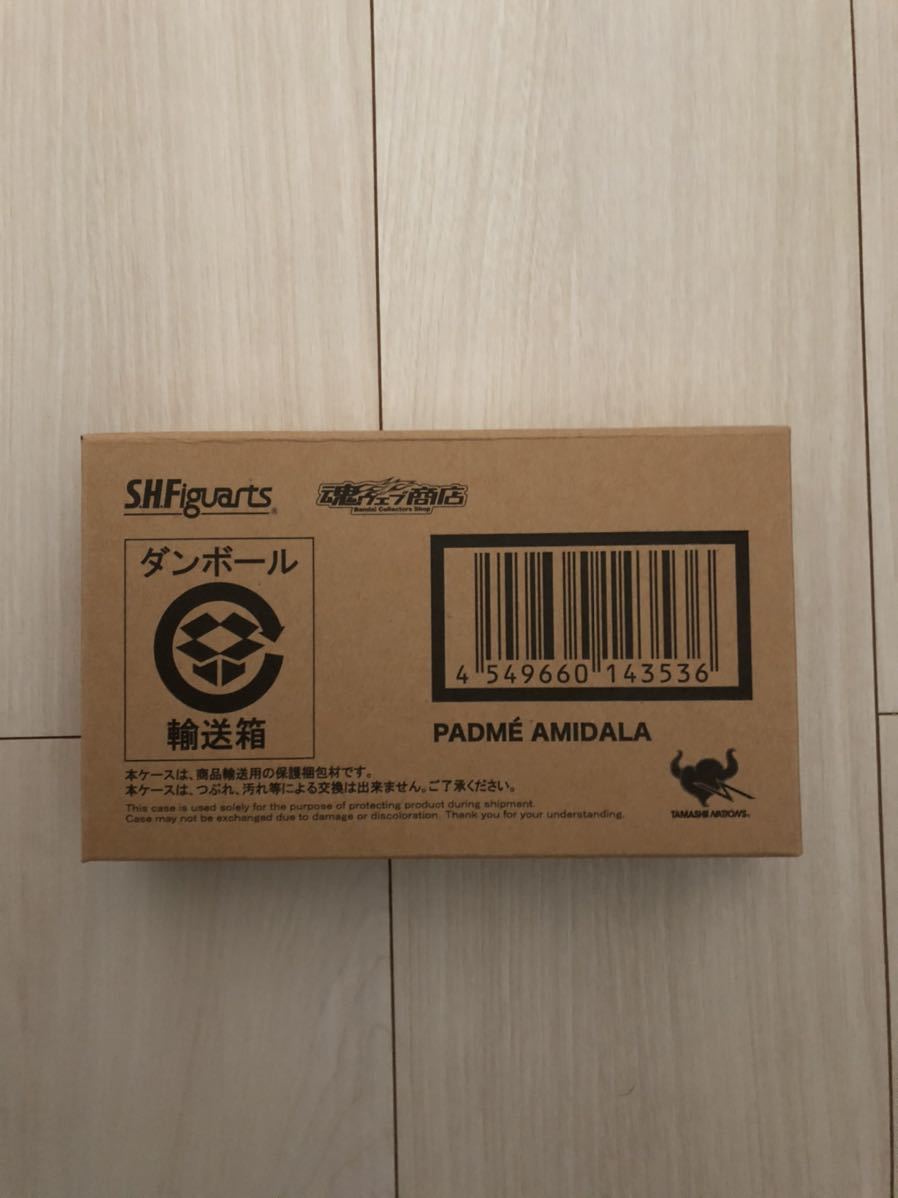 S.H.Figuarts®
魂ウェブ商店
Bandai Collectors Shop
ダンボール
輸送箱
4 549660 143536
PADMÉ AMIDALA
本ケースは、商品輸送用の保護梱包材です。
本ケースは、つぶれ、汚れ等による交換は出来ません。ご了承ください。
This case is used solely for the purpose of protecting product during shipment.
Case may not be exchanged due to damage or discoloration. Thank you for your understanding.
TAMASHII NATIONS®